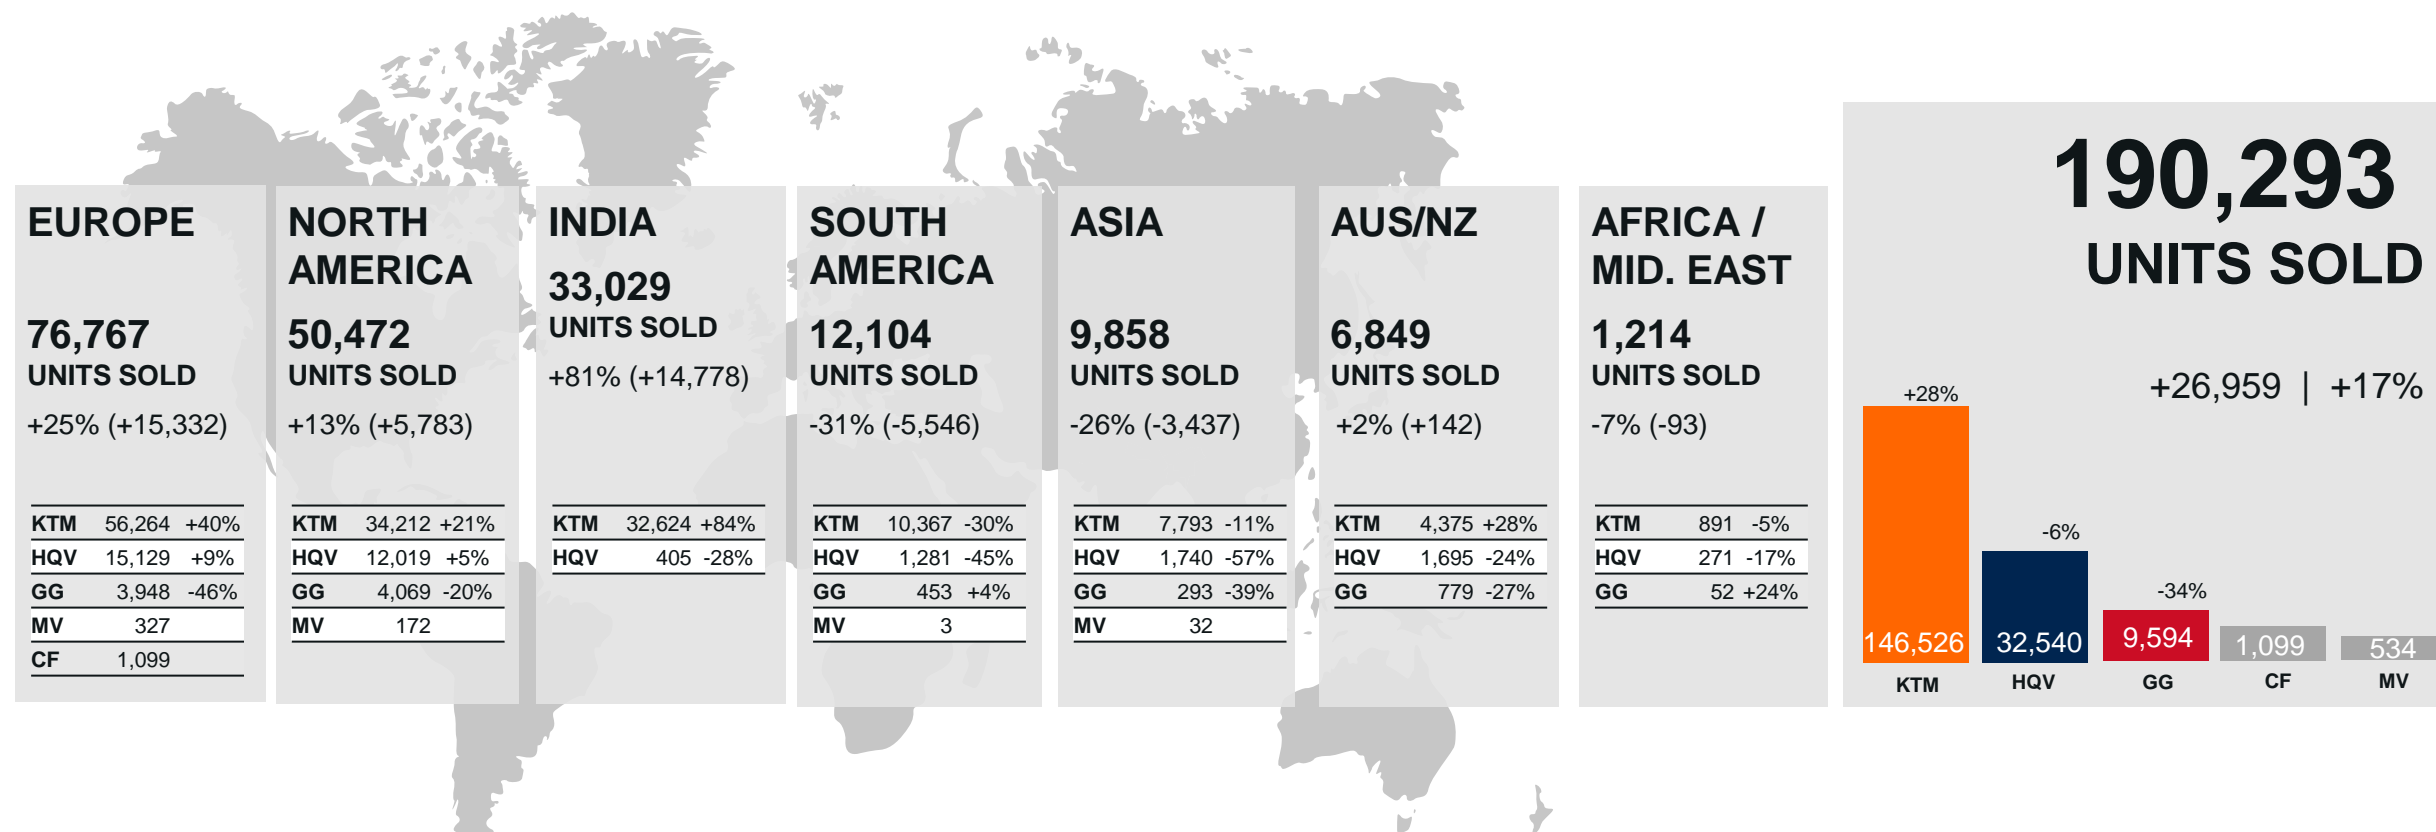 EUROPE
76,767
UNITS SOLD
+25% (+15,332)
KTM 56,264 +40%
HQV 15,129 +9%
GG 3,948 -46%
MV 327
CF 1,099
NORTH
AMERICA
50,472
UNITS SOLD
+13% (+5,783)
KTM 34,212 +21%
HQV 12,019 +5%
GG 4,069 -20%
MV 172
INDIA
33,029
UNITS SOLD
+81% (+14,778)
KTM 32,624 +84%
HQV 405 -28%
SOUTH
AMERICA
12,104
UNITS SOLD
-31% (-5,546)
KTM 10,367 -30%
HQV 1,281 -45%
GG 453 +4%
MV 3
ASIA
9,858
UNITS SOLD
-26% (-3,437)
KTM 7,793 -11%
HQV 1,740 -57%
GG 293 -39%
MV 32
AUS/NZ
6,849
UNITS SOLD
+2% (+142)
KTM 4,375 +28%
HQV 1,695 -24%
GG 779 -27%
AFRICA /
MID. EAST
1,214
UNITS SOLD
-7% (-93)
KTM 891 -5%
HQV 271 -17%
GG 52 +24%
190,293
UNITS SOLD
+26,959 | +17%
+28%
-6%
-34%
146,526 32,540 9,594 1,099 534
KTM HQV GG CF MV